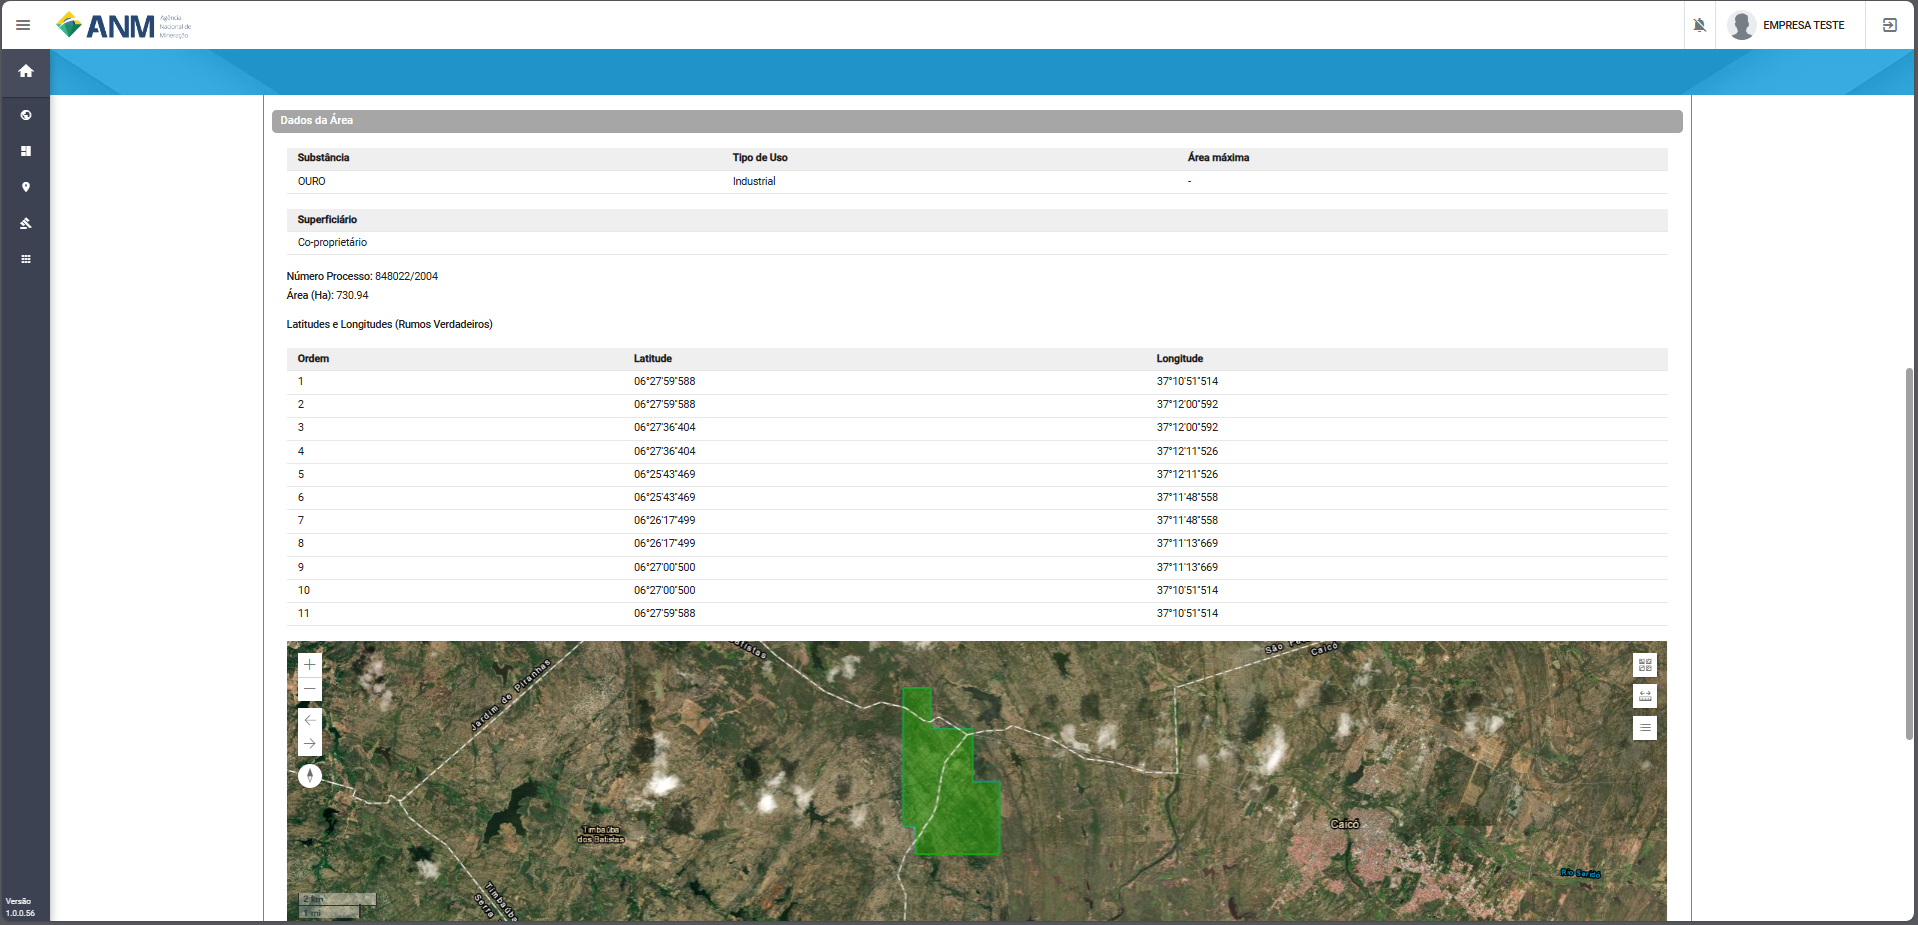 ANM
Agência
Nacional de
Mineração
EMPRESA TESTE
Dados da Área
Substância Tipo de Uso Área máxima
OURO Industrial -
Superficiário
Co-proprietário
Número Processo: 848022/2004
Área (Ha): 730.94
Latitudes e Longitudes (Rumos Verdadeiros)
Ordem Latitude Longitude
1 06°27'59"588 37°10'51"514
2 06°27'59"588 37°12'00"592
3 06°27'36"404 37°12'00"592
4 06°27'36"404 37°12'11"526
5 06°25'43"469 37°12'11"526
6 06°25'43"469 37°11'48"558
7 06°26'17"499 37°11'48"558
8 06°26'17"499 37°11'13"669
9 06°27'00"500 37°11'13"669
10 06°27'00"500 37°10'51"514
11 06°27'59"588 37°10'51"514
Jardim de Piranhas
São
Caicó
Timbaúba
dos Batistas
Caicó
Rio Seridó
Timbaúba
Serra
2 km
1 mi
Versão
1.0.0.56